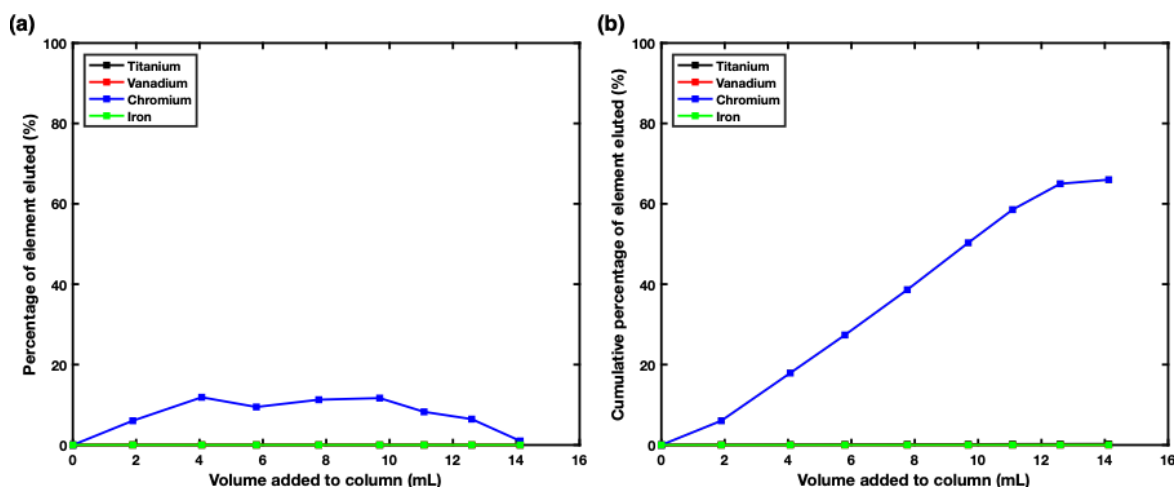 (a)
Percentage of element eluted (%)
100
80
60
40
20
0
Titanium
Vanadium
Chromium
Iron
0 2 4 6 8 10 12 14 16
Volume added to column (mL)
(b)
Cumulative percentage of element eluted (%)
100
80
60
40
20
0
Titanium
Vanadium
Chromium
Iron
0 2 4 6 8 10 12 14 16
Volume added to column (mL)